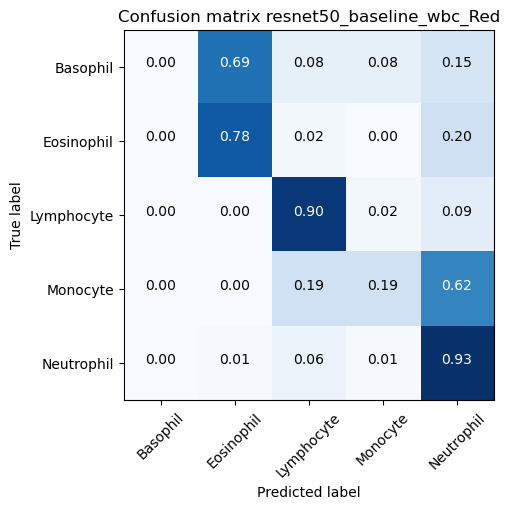 Confusion matrix resnet50_baseline_wbc_Red
True label
Basophil 0.00 0.69 0.08 0.08 0.15
Eosinophil 0.00 0.78 0.02 0.00 0.20
Lymphocyte 0.00 0.00 0.90 0.02 0.09
Monocyte 0.00 0.00 0.19 0.19 0.62
Neutrophil 0.00 0.01 0.06 0.01 0.93
Basophil Eosinophil Lymphocyte Monocyte Neutrophil
Predicted label